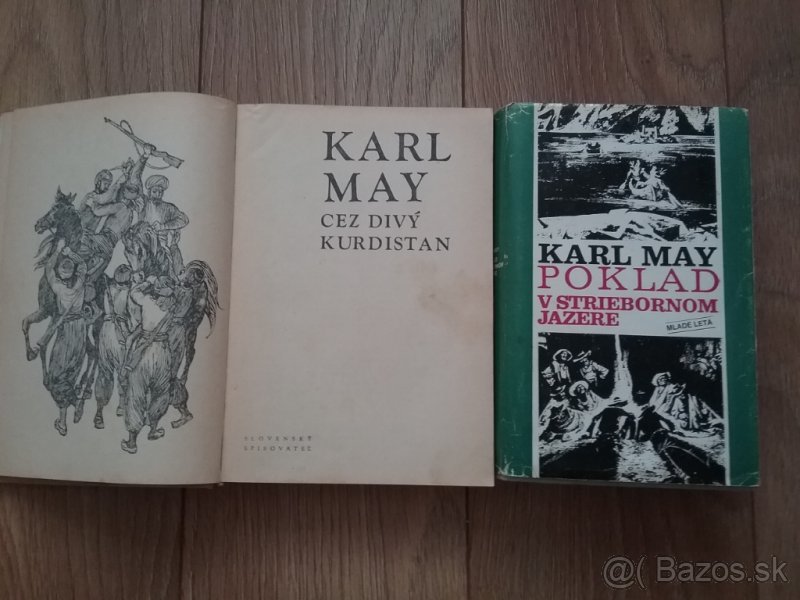 KARL
MAY
CEZ DIVÝ
KURDISTAN
SLOVENSKÝ
SPISOVATEĽ
KARL MAY
POKLAD
V STRIEBORNOM
JAZERE
MLADÉ LETÁ
@ Bazos.sk